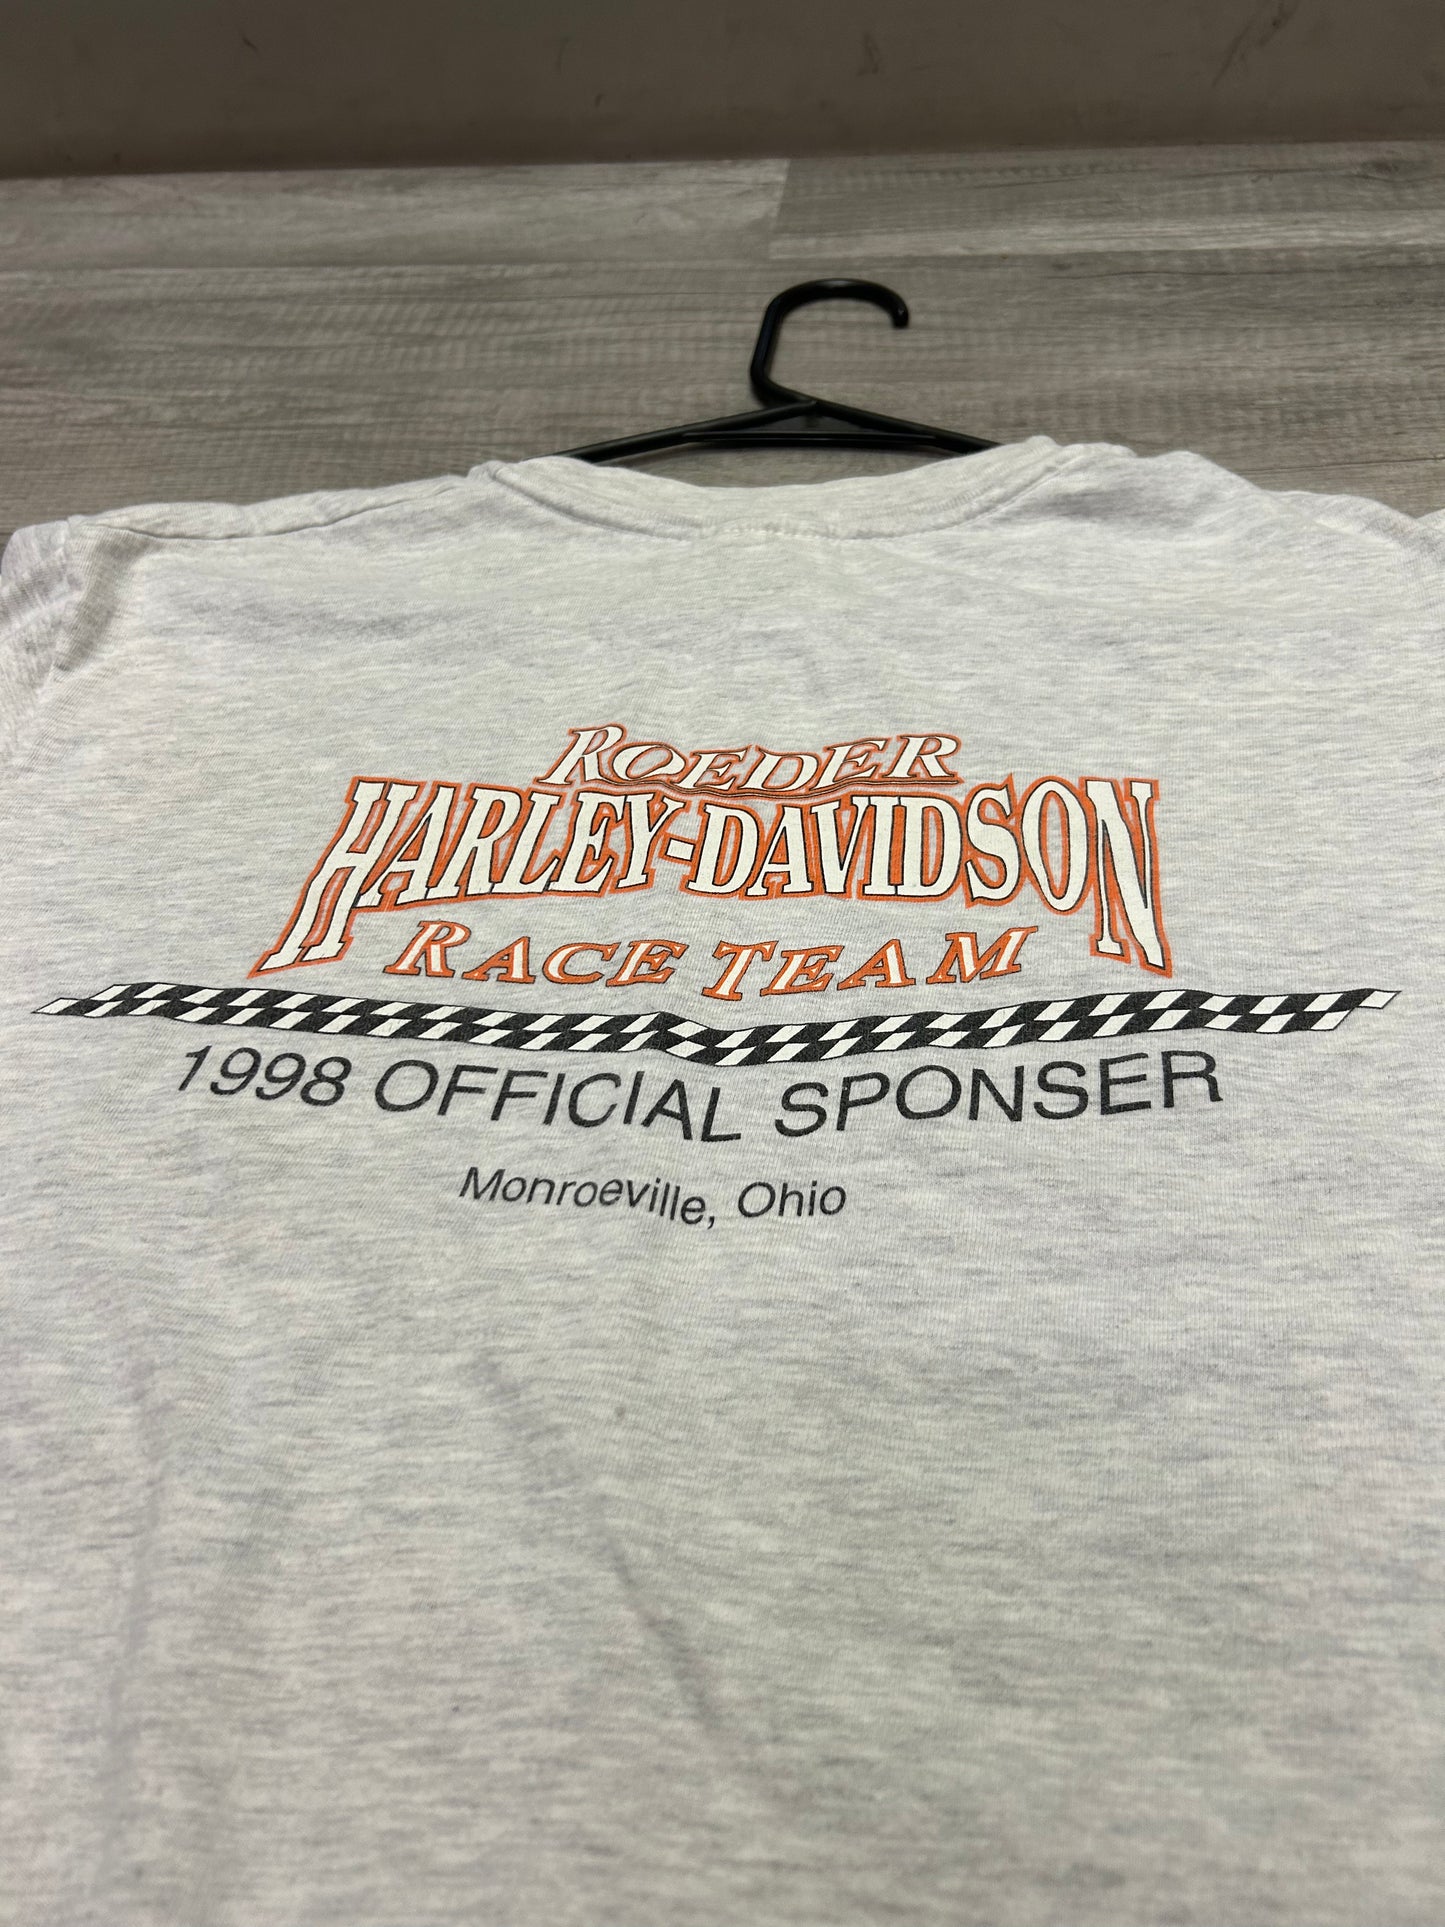 ROEDER
HARLEY-DAVIDSON
RACE TEAM
1998 OFFICIAL SPONSER
Monroeville, Ohio